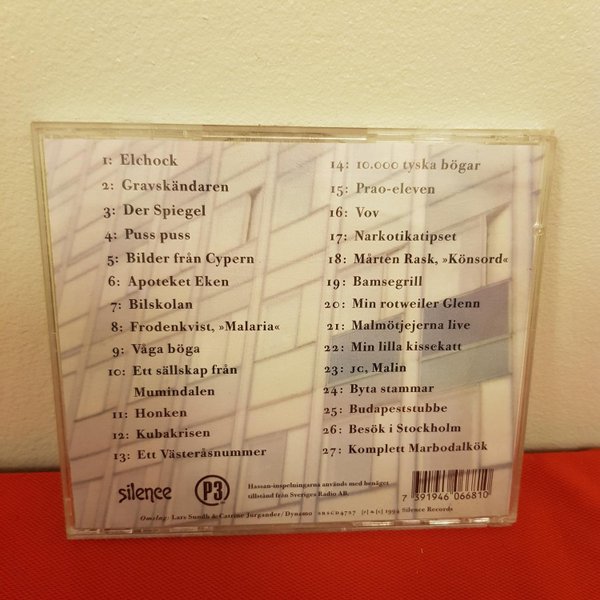 1: Elchock
2: Gravskändaren
3: Der Spiegel
4: Puss puss
5: Bilder från Cypern
6: Apoteket Eken
7: Bilskolan
8: Frodenkvist, »Malaria«
9: Våga böga
10: Ett sällskap från
Mumindalen
11: Honken
12: Kubakrisen
13: Ett Västeråsnummer
14: 10.000 tyska bögar
15: Prao-eleven
16: Vov
17: Narkotikatipset
18: Mårten Rask, »Könsord«
19: Bamsegrill
20: Min rotweiler Glenn
21: Malmötjejerna live
22: Min lilla kissekatt
23: JC, Malin
24: Byta stammar
25: Budapeststubbe
26: Besök i Stockholm
27: Komplett Marbodalkök
silence
P3
Hassan-inspelningarna används med benäget
tillstånd från Sveriges Radio AB.
7 391946 066810
Omslag: Lars Sundh & Catrine Jürgander/ Dynamo SRSCD4727 [p] & [c] 1994 Silence Records